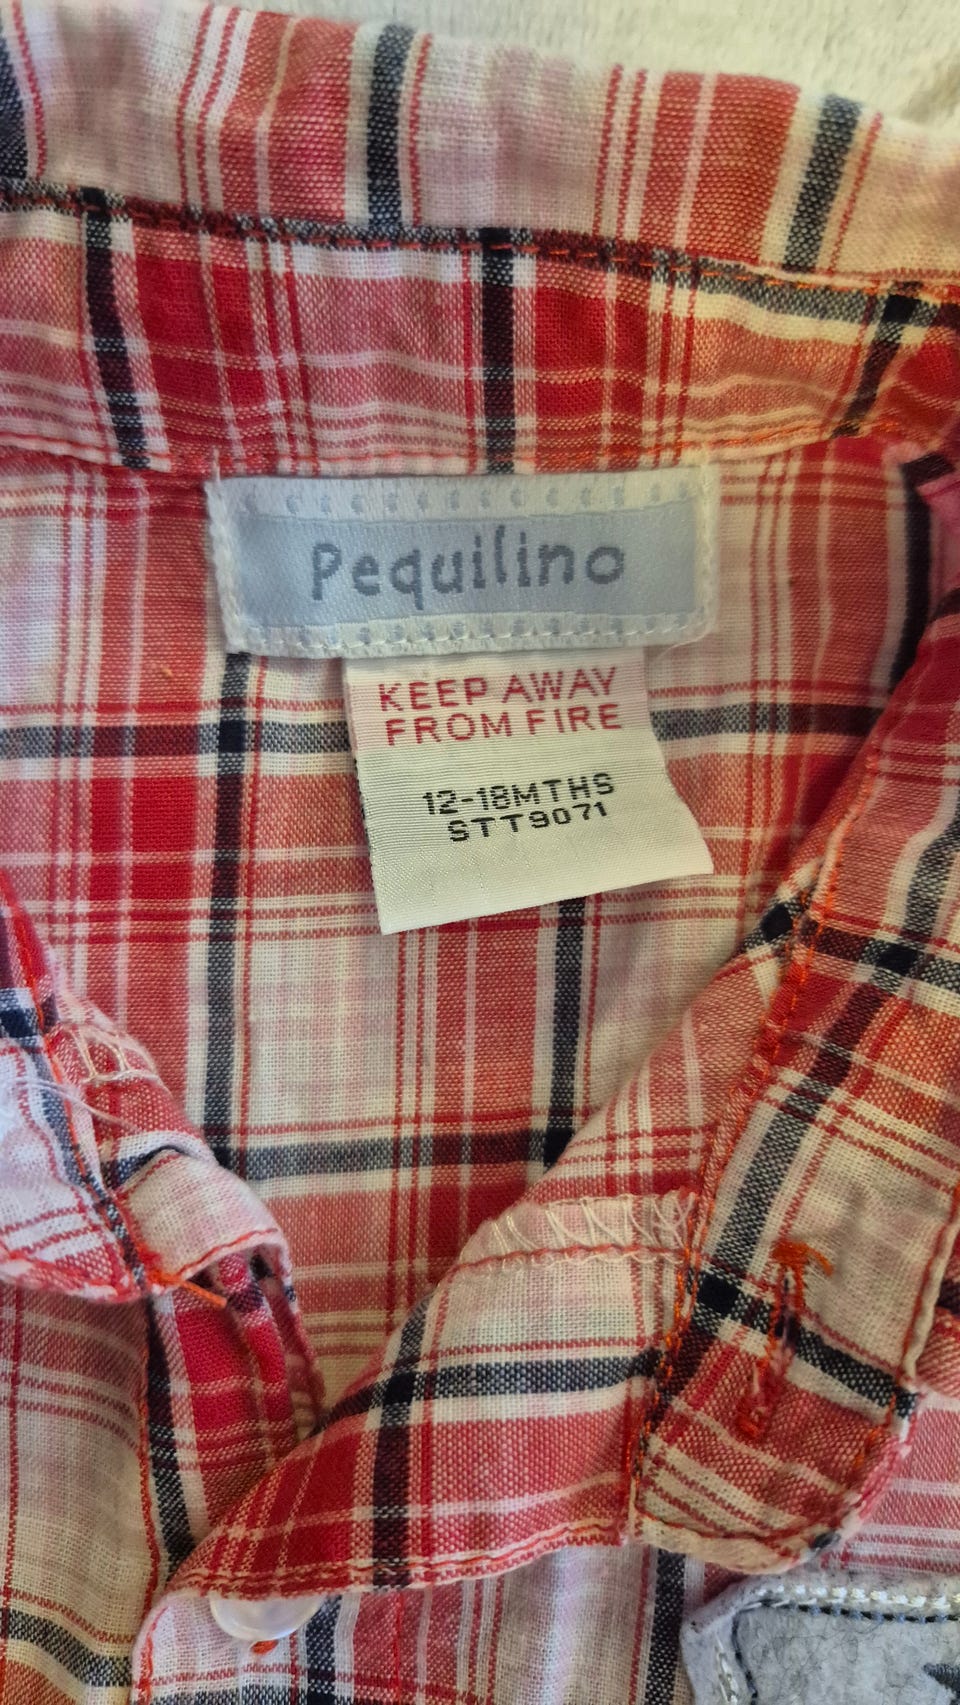 Pequilino
KEEP AWAY
FROM FIRE
12-18MTHS
STT9071